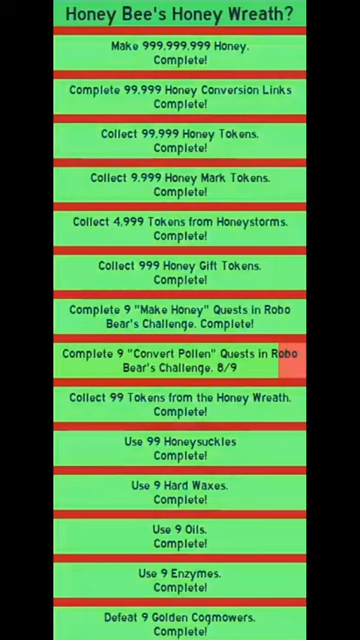 Honey Bee's Honey Wreath?
Make 999,999,999 Honey.
Complete!
Complete 99,999 Honey Conversion Links
Complete!
Collect 99,999 Honey Tokens.
Complete!
Collect 9,999 Honey Mark Tokens.
Complete!
Collect 4,999 Tokens from Honeystorms.
Complete!
Collect 999 Honey Gift Tokens.
Complete!
Complete 9 "Make Honey" Quests in Robo
Bear's Challenge. Complete!
Complete 9 "Convert Pollen" Quests in Robo
Bear's Challenge. 8/9
Collect 99 Tokens from the Honey Wreath.
Complete!
Use 99 Honeysuckles
Complete!
Use 9 Hard Waxes.
Complete!
Use 9 Oils.
Complete!
Use 9 Enzymes.
Complete!
Defeat 9 Golden Cogmowers.
Complete!